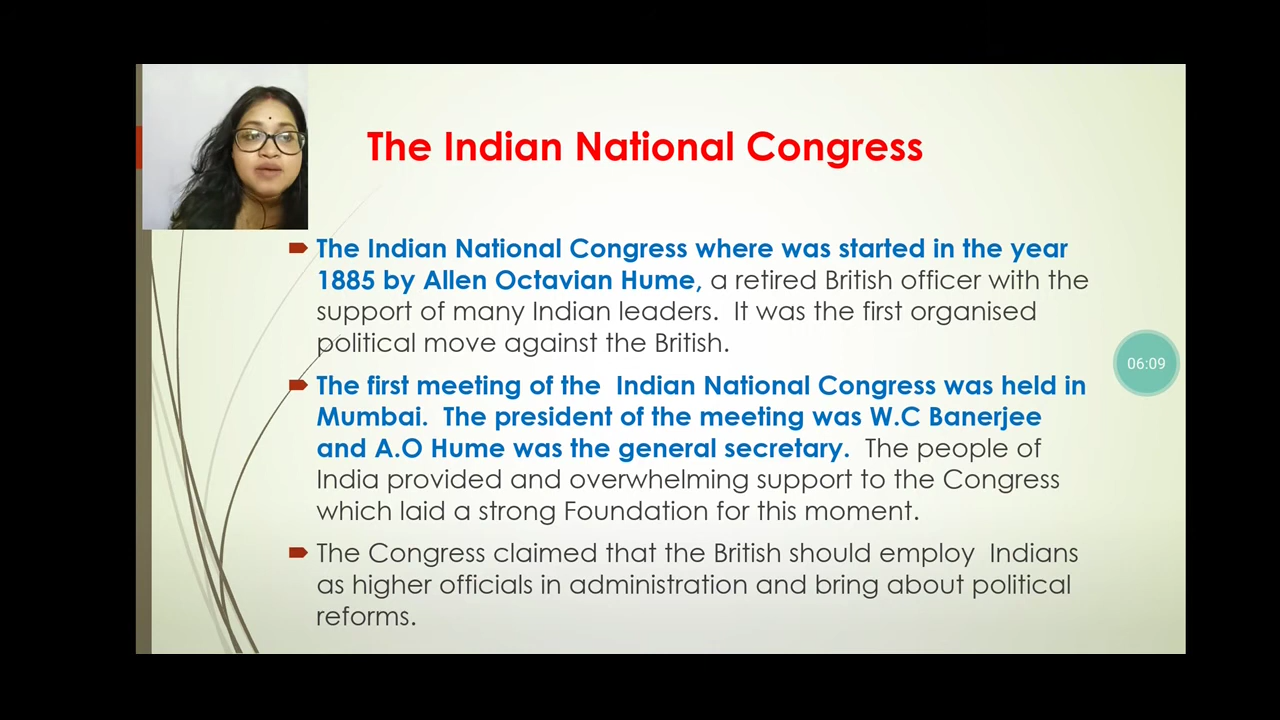 The Indian National Congress
The Indian National Congress where was started in the year
1885 by Allen Octavian Hume, a retired British officer with the
support of many Indian leaders.  It was the first organised
political move against the British.
06:09
The first meeting of the  Indian National Congress was held in
Mumbai.  The president of the meeting was W.C Banerjee
and A.O Hume was the general secretary.  The people of
India provided and overwhelming support to the Congress
which laid a strong Foundation for this moment.
The Congress claimed that the British should employ  Indians
as higher officials in administration and bring about political
reforms.